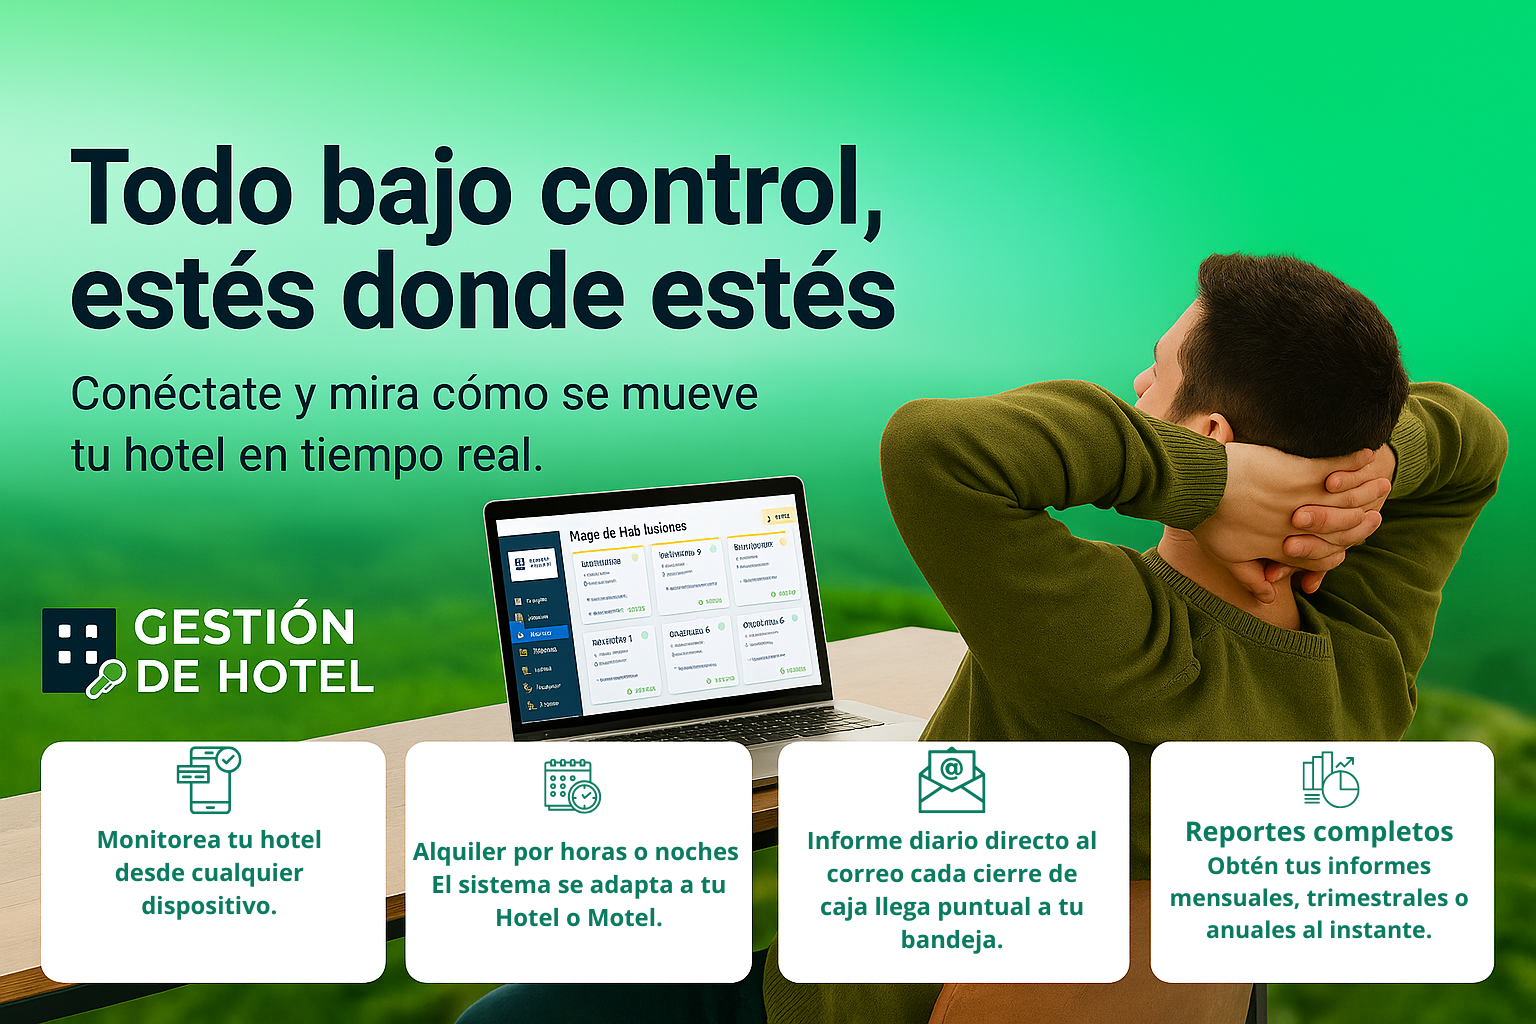 Todo bajo control,
estés donde estés
Conéctate y mira cómo se mueve
tu hotel en tiempo real.
Mage de Hab lusiones
GESTIÓN
DE HOTEL
Monitorea tu hotel
desde cualquier
dispositivo.
Alquiler por horas o noches
El sistema se adapta a tu
Hotel o Motel.
Informe diario directo al
correo cada cierre de
caja llega puntual a tu
bandeja.
Reportes completos
Obtén tus informes
mensuales, trimestrales o
anuales al instante.